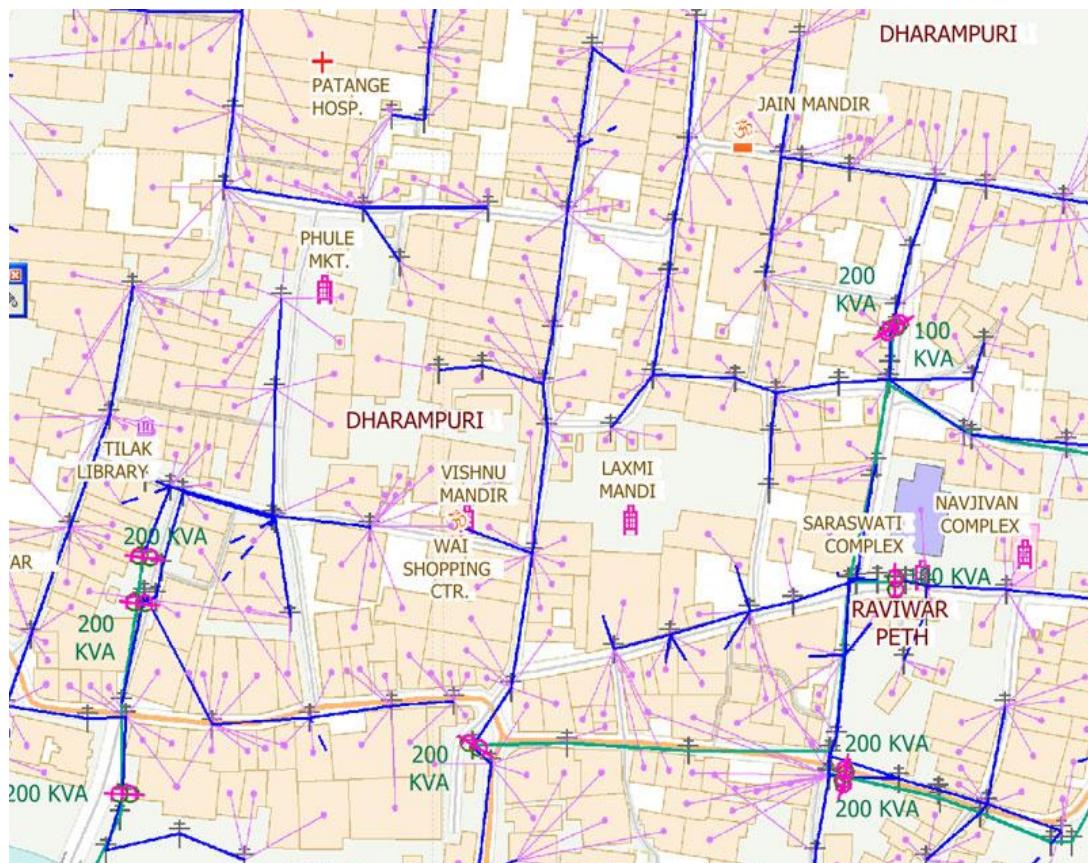 DHARAMPURI
PATANGE
HOSP.
JAIN MANDIR
PHULE
MKT.
200
KVA
100
KVA
DHARAMPURI
TILAK
LIBRARY
VISHNU
MANDIR
LAXMI
MANDI
NAVJIVAN
COMPLEX
SARASWATI
COMPLEX
200 KVA
WAI
SHOPPING
CTR.
AR
KVA
RAVIWAR
PETH
200
KVA
200
KVA
200 KVA
200 KVA
200 KVA